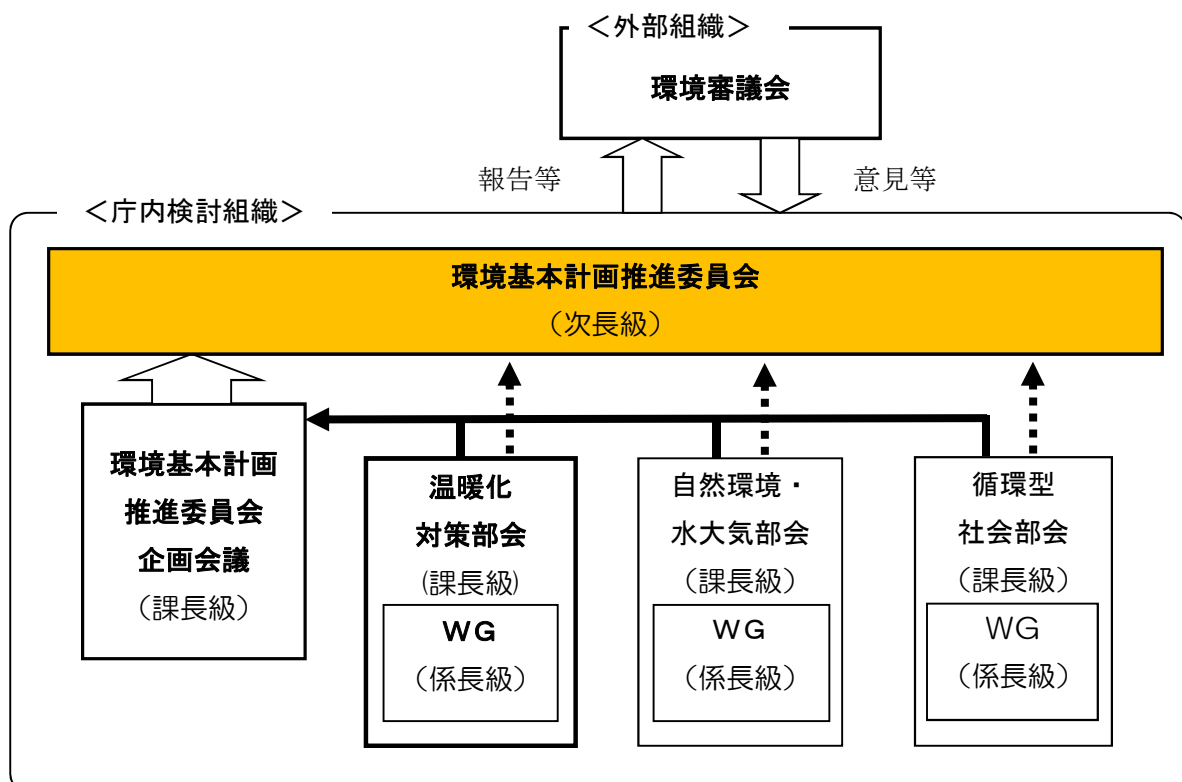 ＜外部組織＞
環境審議会
報告等
意見等
＜庁内検討組織＞
環境基本計画推進委員会
（次長級）
環境基本計画
推進委員会
企画会議
（課長級）
温暖化
対策部会
(課長級)
ＷＧ
（係長級）
自然環境・
水大気部会
（課長級）
ＷＧ
（係長級）
循環型
社会部会
（課長級）
ＷＧ
（係長級）